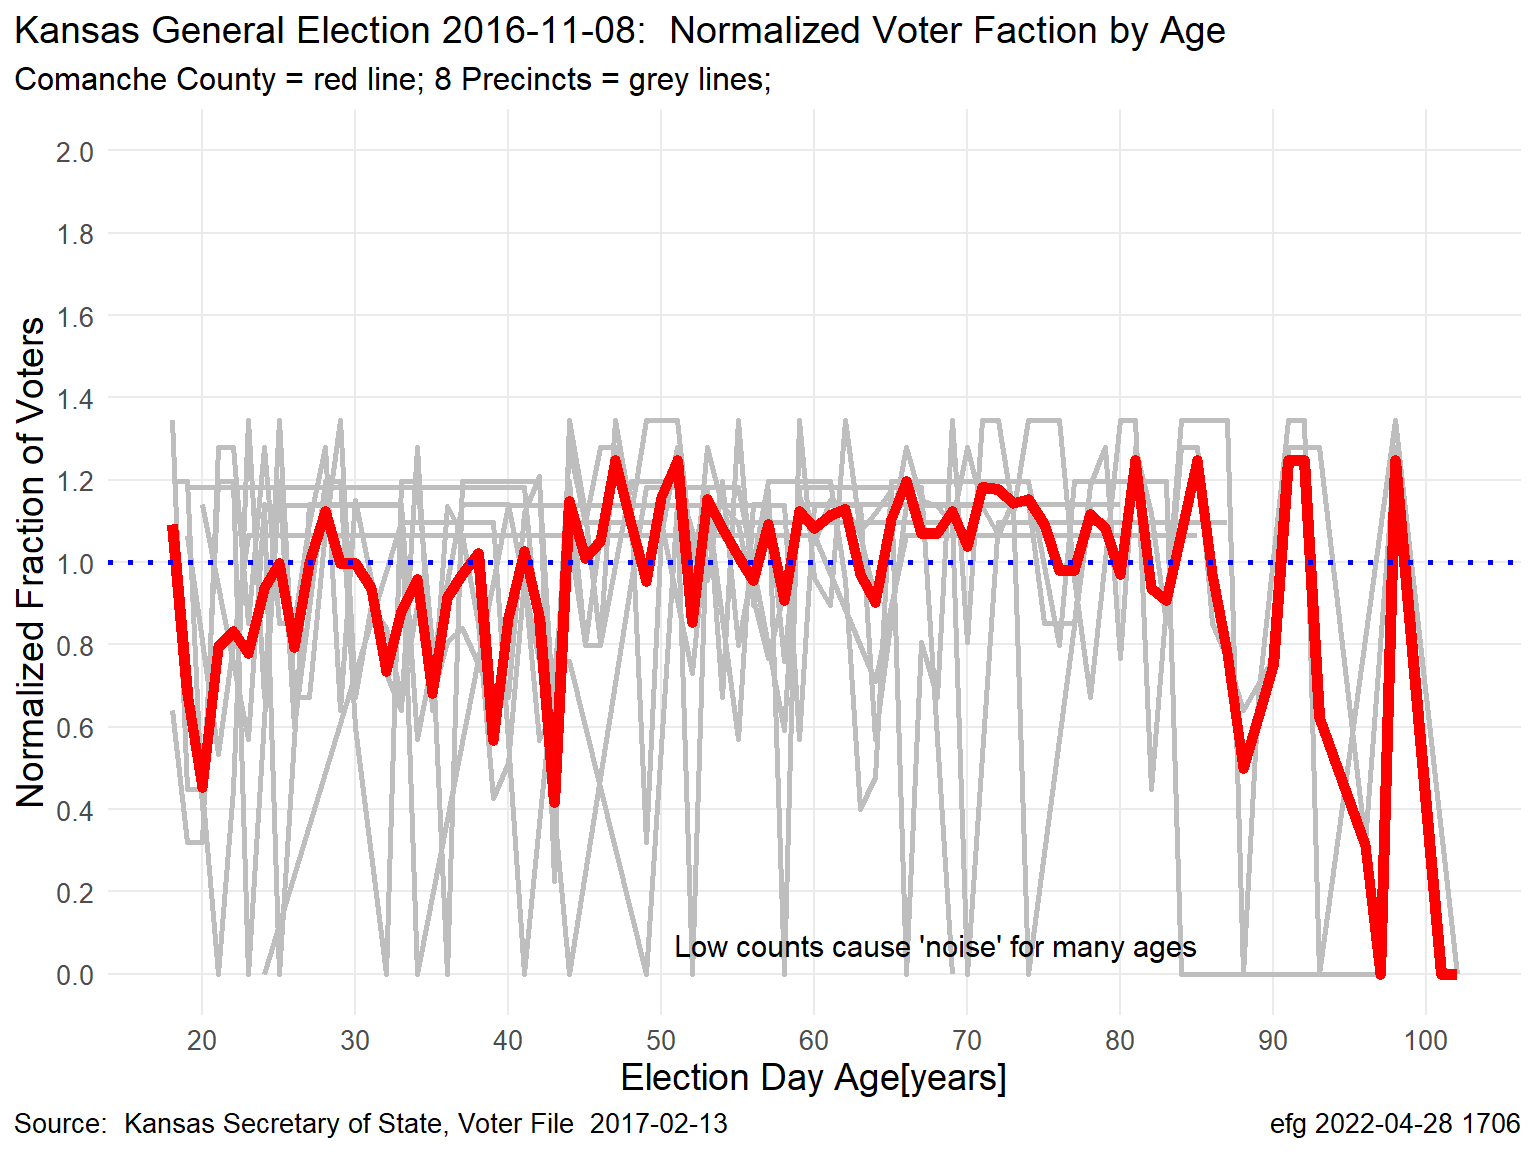 Kansas General Election 2016-11-08:  Normalized Voter Faction by Age
Comanche County = red line; 8 Precincts = grey lines;
Normalized Fraction of Voters
2.0
1.8
1.6
1.4
1.2
1.0
0.8
0.6
0.4
0.2
0.0
Low counts cause 'noise' for many ages
20 30 40 50 60 70 80 90 100
Election Day Age[years]
Source:  Kansas Secretary of State, Voter File  2017-02-13
efg 2022-04-28 1706